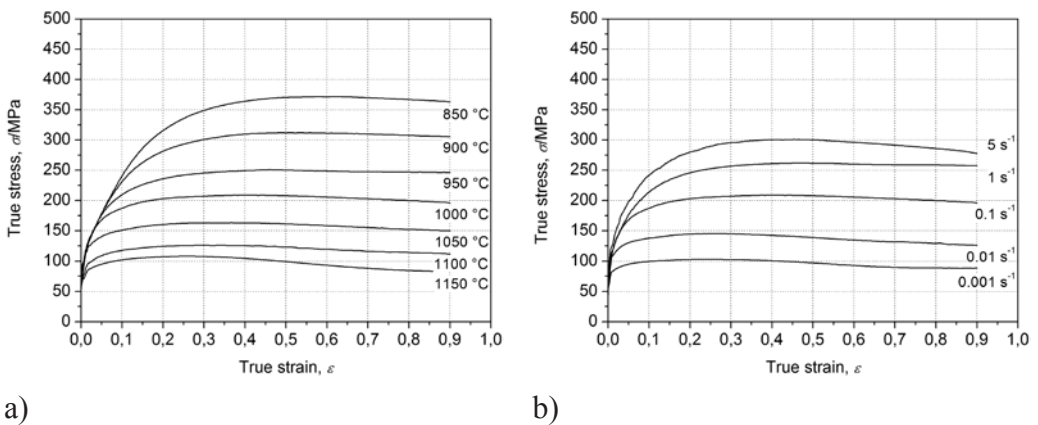 True stress, σ/MPa
500
450
400
350
300
250
200
150
100
50
0
850 °C
900 °C
950 °C
1000 °C
1050 °C
1100 °C
1150 °C
0,0 0,1 0,2 0,3 0,4 0,5 0,6 0,7 0,8 0,9 1,0
True strain, ε
a)
True stress, σ/MPa
500
450
400
350
300
250
200
150
100
50
0
5 s⁻¹
1 s⁻¹
0.1 s⁻¹
0.01 s⁻¹
0.001 s⁻¹
0,0 0,1 0,2 0,3 0,4 0,5 0,6 0,7 0,8 0,9 1,0
True strain, ε
b)